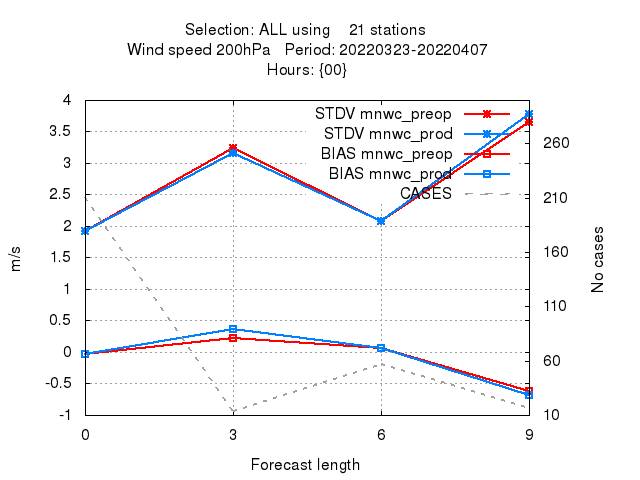 Selection: ALL using    21 stations
Wind speed 200hPa   Period: 20220323-20220407
Hours: {00}
STDV mnwc_preop
STDV mnwc_prod
BIAS mnwc_preop
BIAS mnwc_prod
CASES
4
3.5
3
2.5
2
1.5
1
0.5
0
-0.5
-1
m/s
260
210
160
110
60
10
No cases
0 3 6 9
Forecast length